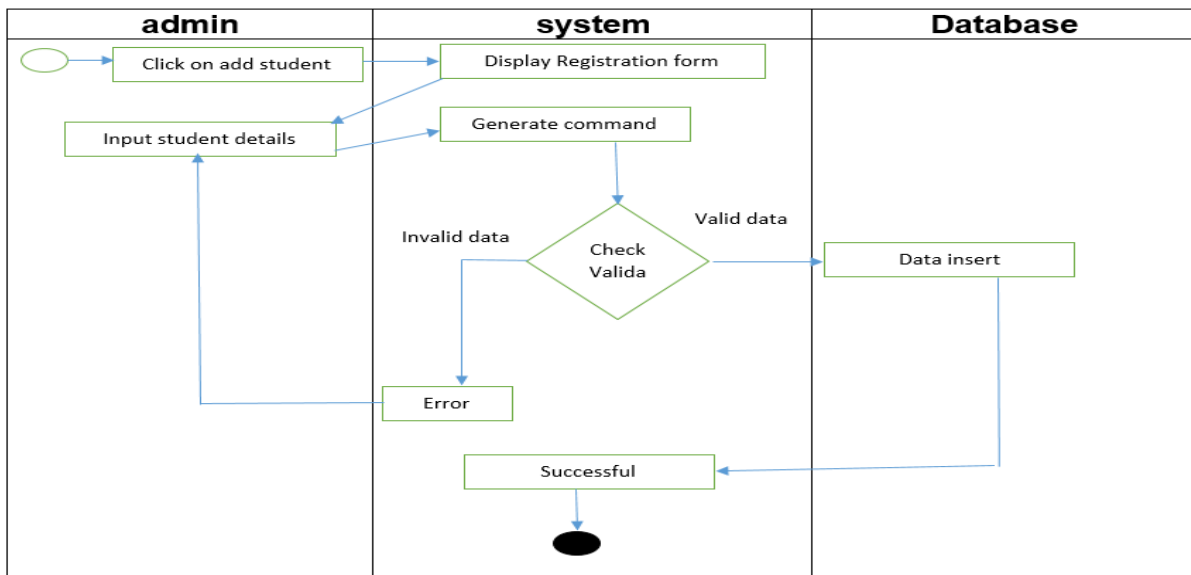 admin
system
Database
Click on add student
Display Registration form
Input student details
Generate command
Valid data
Invalid data
Check
Valida
Data insert
Error
Successful